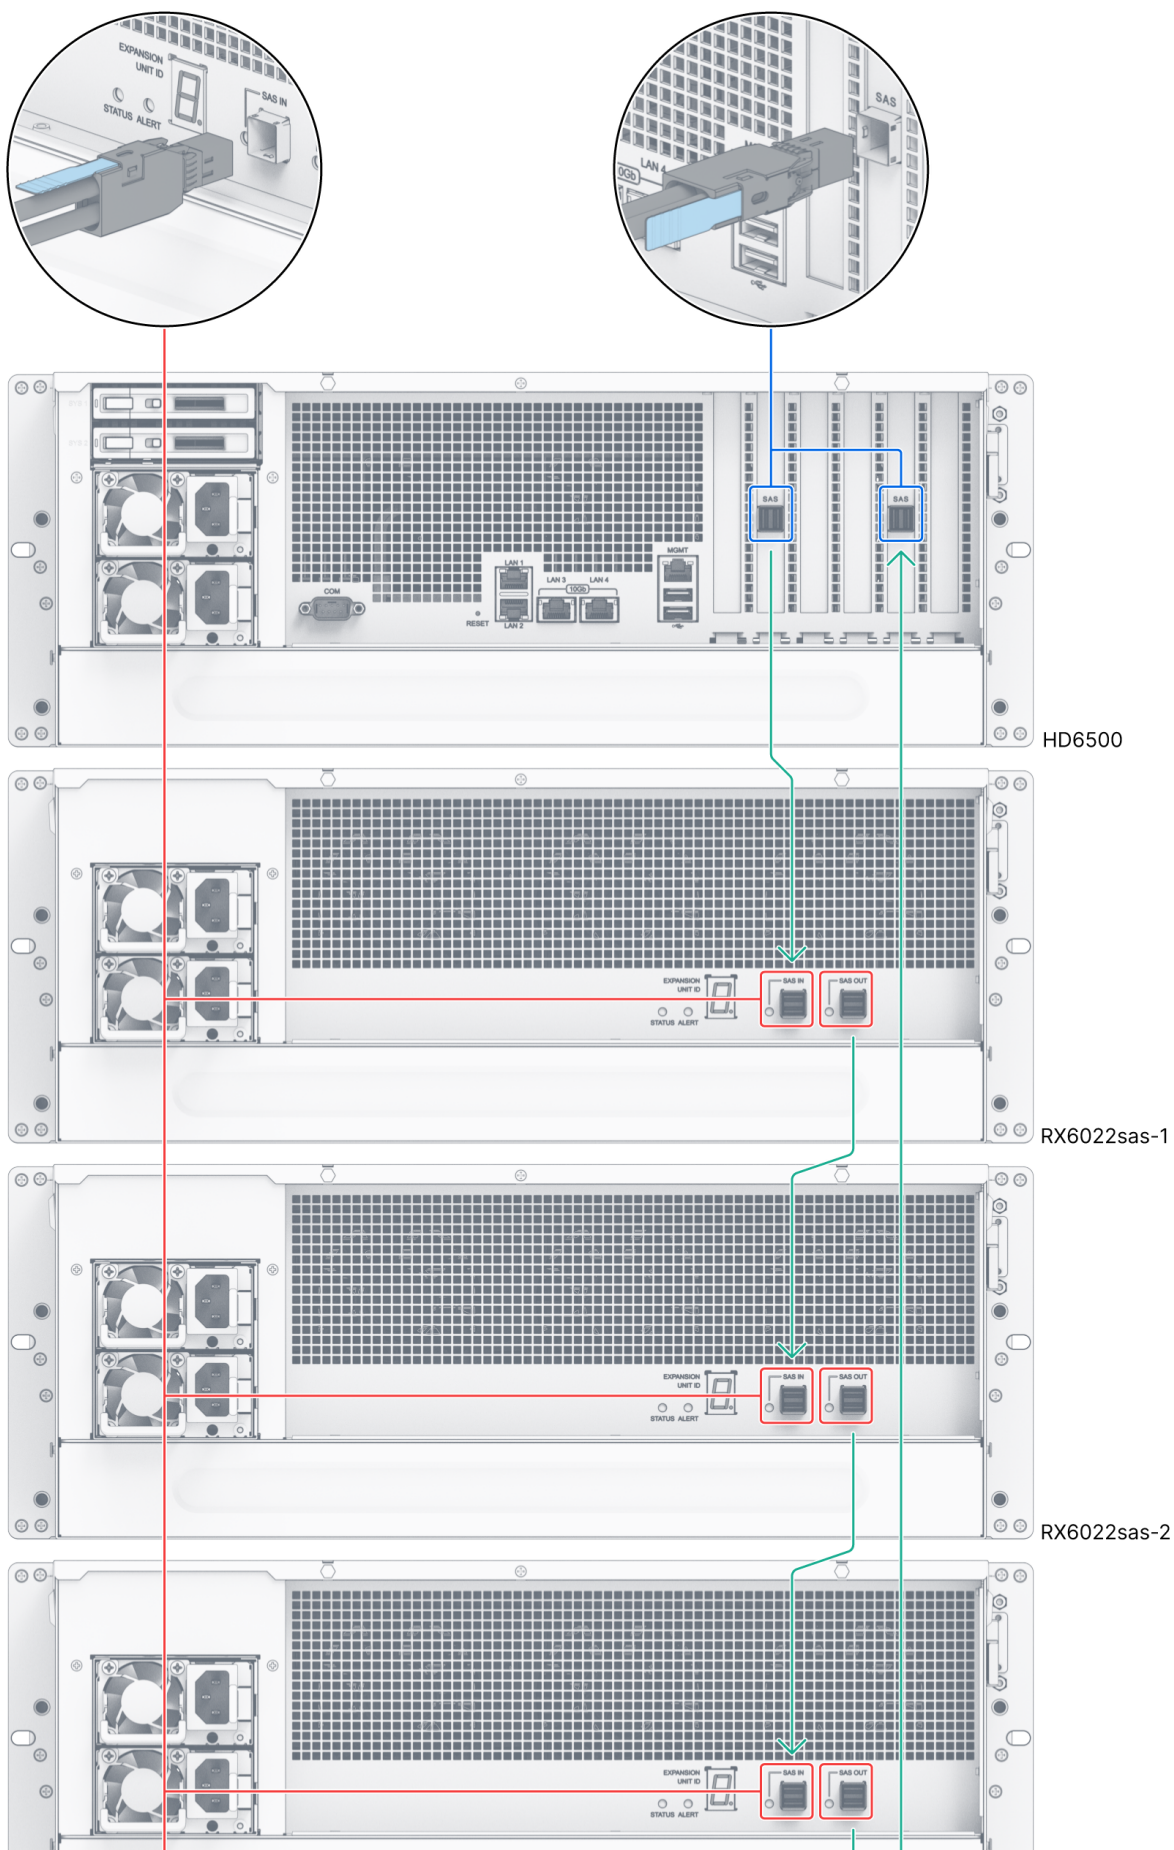 EXPANSION
UNIT ID
SAS IN
STATUS ALERT
SAS
LAN 4
0Gb
SAS
SAS
MGMT
LAN 1
LAN 3
LAN 4
10Gb
COM
RESET
LAN 2
HD6500
EXPANSION
UNIT ID
SAS IN
SAS OUT
STATUS ALERT
RX6022sas-1
EXPANSION
UNIT ID
SAS IN
SAS OUT
STATUS ALERT
RX6022sas-2
EXPANSION
UNIT ID
SAS IN
SAS OUT
STATUS ALERT